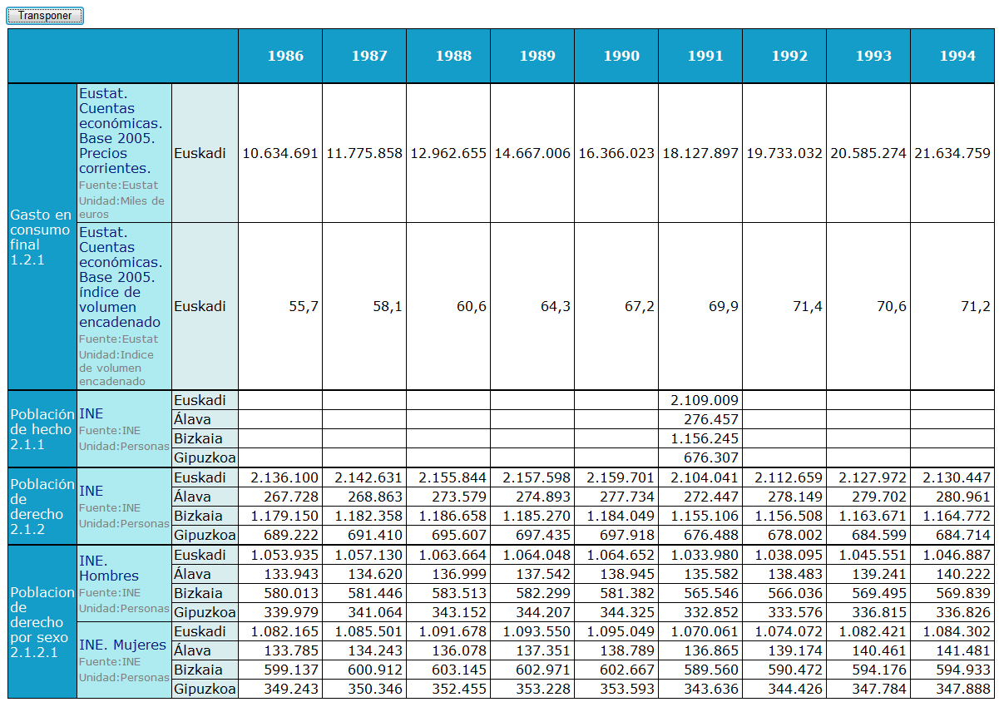 Transponer
1986 1987 1988 1989 1990 1991 1992 1993 1994
Gasto en
consumo
final
1.2.1
Eustat.
Cuentas
económicas.
Base 2005.
Precios
corrientes.
Fuente:Eustat
Unidad:Miles de
euros
Euskadi 10.634.691 11.775.858 12.962.655 14.667.006 16.366.023 18.127.897 19.733.032 20.585.274 21.634.759
Eustat.
Cuentas
económicas.
Base 2005.
índice de
volumen
encadenado
Fuente:Eustat
Unidad:Indice
de volumen
encadenado
Euskadi 55,7 58,1 60,6 64,3 67,2 69,9 71,4 70,6 71,2
Población
de hecho
2.1.1
INE
Fuente:INE
Unidad:Personas
Euskadi 2.109.009
Álava 276.457
Bizkaia 1.156.245
Gipuzkoa 676.307
Población
de
derecho
2.1.2
INE
Fuente:INE
Unidad:Personas
Euskadi 2.136.100 2.142.631 2.155.844 2.157.598 2.159.701 2.104.041 2.112.659 2.127.972 2.130.447
Álava 267.728 268.863 273.579 274.893 277.734 272.447 278.149 279.702 280.961
Bizkaia 1.179.150 1.182.358 1.186.658 1.185.270 1.184.049 1.155.106 1.156.508 1.163.671 1.164.772
Gipuzkoa 689.222 691.410 695.607 697.435 697.918 676.488 678.002 684.599 684.714
Poblacion
de
derecho
por sexo
2.1.2.1
INE.
Hombres
Fuente:INE
Unidad:Personas
Euskadi 1.053.935 1.057.130 1.063.664 1.064.048 1.064.652 1.033.980 1.038.095 1.045.551 1.046.887
Álava 133.943 134.620 136.999 137.542 138.945 135.582 138.483 139.241 140.222
Bizkaia 580.013 581.446 583.513 582.299 581.382 565.546 566.036 569.495 569.839
Gipuzkoa 339.979 341.064 343.152 344.207 344.325 332.852 333.576 336.815 336.826
INE. Mujeres
Fuente:INE
Unidad:Personas
Euskadi 1.082.165 1.085.501 1.091.678 1.093.550 1.095.049 1.070.061 1.074.072 1.082.421 1.084.302
Álava 133.785 134.243 136.078 137.351 138.789 136.865 139.174 140.461 141.481
Bizkaia 599.137 600.912 603.145 602.971 602.667 589.560 590.472 594.176 594.933
Gipuzkoa 349.243 350.346 352.455 353.228 353.593 343.636 344.426 347.784 347.888